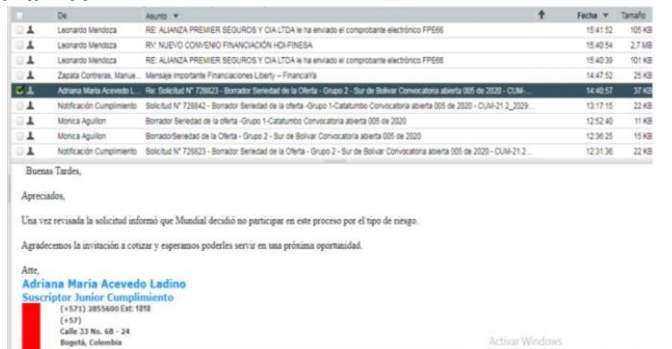 De Asunto Fecha Tamaño
Leonardo Mendoza RE: ALIANZA PREMIER SEGUROS Y CIA LTDA le ha enviado el comprobante electrónico FPE66 15:41:52 105 KB
Leonardo Mendoza RV: NUEVO CONVENIO FINANCIACIÓN HDI-FINESA 15:40:54 2,7 MB
Leonardo Mendoza RE: ALIANZA PREMIER SEGUROS Y CIA LTDA le ha enviado el comprobante electrónico FPE66 15:40:39 101 KB
Zapata Contreras, Manue... Mensaje importante Financiaciones Liberty – FinancialYa 14:47:52 25 KB
Adriana Maria Acevedo L... Re: Solicitud N° 728623 - Borrador Seriedad de la Oferta - Grupo 2 - Sur de Bolivar Convocatoria abierta 005 de 2020 - CUM-... 14:40:57 37 KB
Notificación Cumplimiento Solicitud N° 728642 - Borrador Seriedad de la oferta -Grupo 1-Catatumbo Convocatoria abierta 005 de 2020 - CUM-21.2_2029... 13:17:15 22 KB
Monica Aguillon Borrador Seriedad de la oferta -Grupo 1-Catatumbo Convocatoria abierta 005 de 2020 12:52:40 11 KB
Monica Aguillon BorradorSeriedad de la Oferta - Grupo 2 - Sur de Bolivar Convocatoria abierta 005 de 2020 12:36:25 15 KB
Notificación Cumplimiento Solicitud N° 728623 - Borrador Seriedad de la Oferta - Grupo 2 - Sur de Bolivar Convocatoria abierta 005 de 2020 - CUM-21.2... 12:31:36 22 KB
Buenas Tardes,
Apreciados,
Una vez revisada la solicitud informó que Mundial decidió no participar en este proceso por el tipo de riesgo.
Agradecemos la invitación a cotizar y esperamos poderles servir en una próxima oportunidad.
Atte,
Adriana Maria Acevedo Ladino
Suscriptor Junior Cumplimiento
(+571) 2855600 Ext: 1818
(+57)
Calle 33 No. 6B - 24
Bogotá, Colombia
Activar Windows